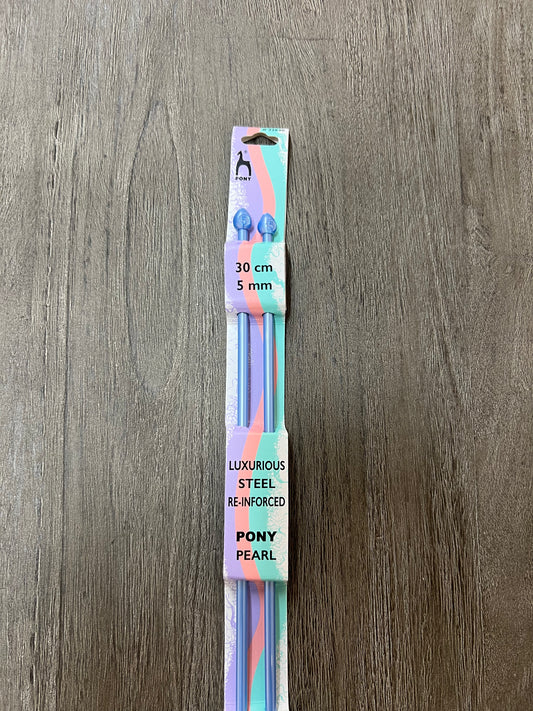 PONY
30 cm
5 mm
LUXURIOUS
STEEL
RE-INFORCED
PONY
PEARL